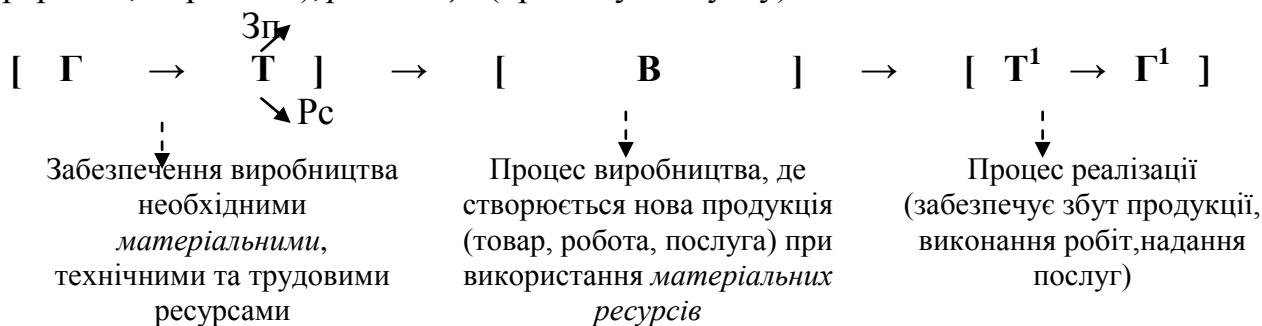 Зп
[ Г → Т ] → [ В ] → [ Т¹ → Г¹ ]
Рс
Забезпечення виробництва
необхідними
матеріальними,
технічними та трудовими
ресурсами
Процес виробництва, де
створюється нова продукція
(товар, робота, послуга) при
використання матеріальних
ресурсів
Процес реалізації
(забезпечує збут продукції,
виконання робіт,надання
послуг)